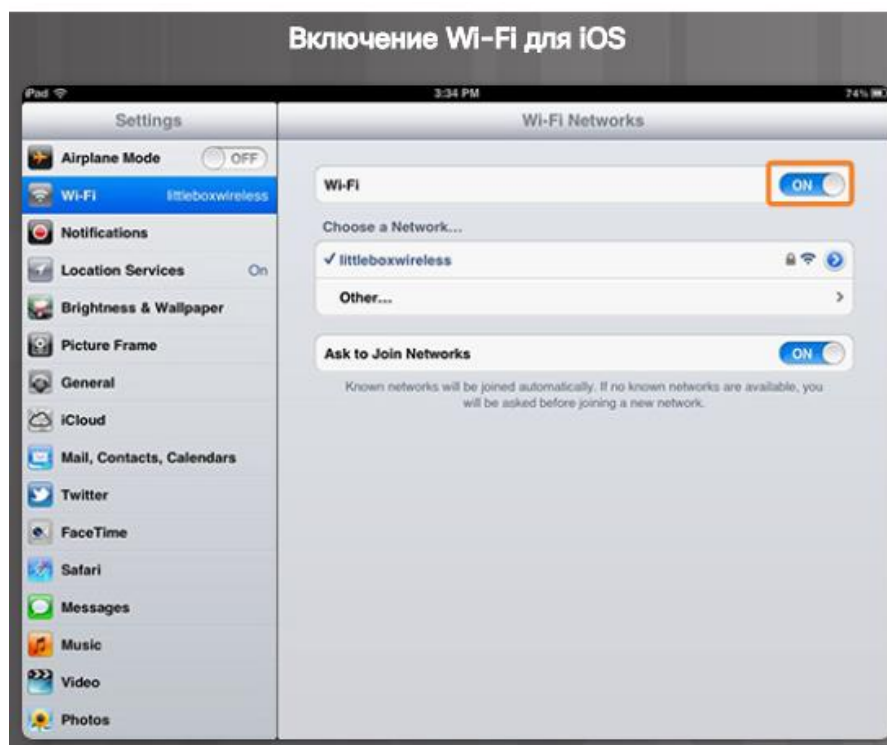 Включение Wi-Fi для iOS
iPad 3:34 PM 74%
Settings
Wi-Fi Networks
Airplane Mode OFF
Wi-Fi littleboxwireless
Notifications
Location Services On
Brightness & Wallpaper
Picture Frame
General
iCloud
Mail, Contacts, Calendars
Twitter
FaceTime
Safari
Messages
Music
Video
Photos
Wi-Fi ON
Choose a Network...
✓ littleboxwireless
Other...
Ask to Join Networks ON
Known networks will be joined automatically. If no known networks are available, you
will be asked before joining a new network.